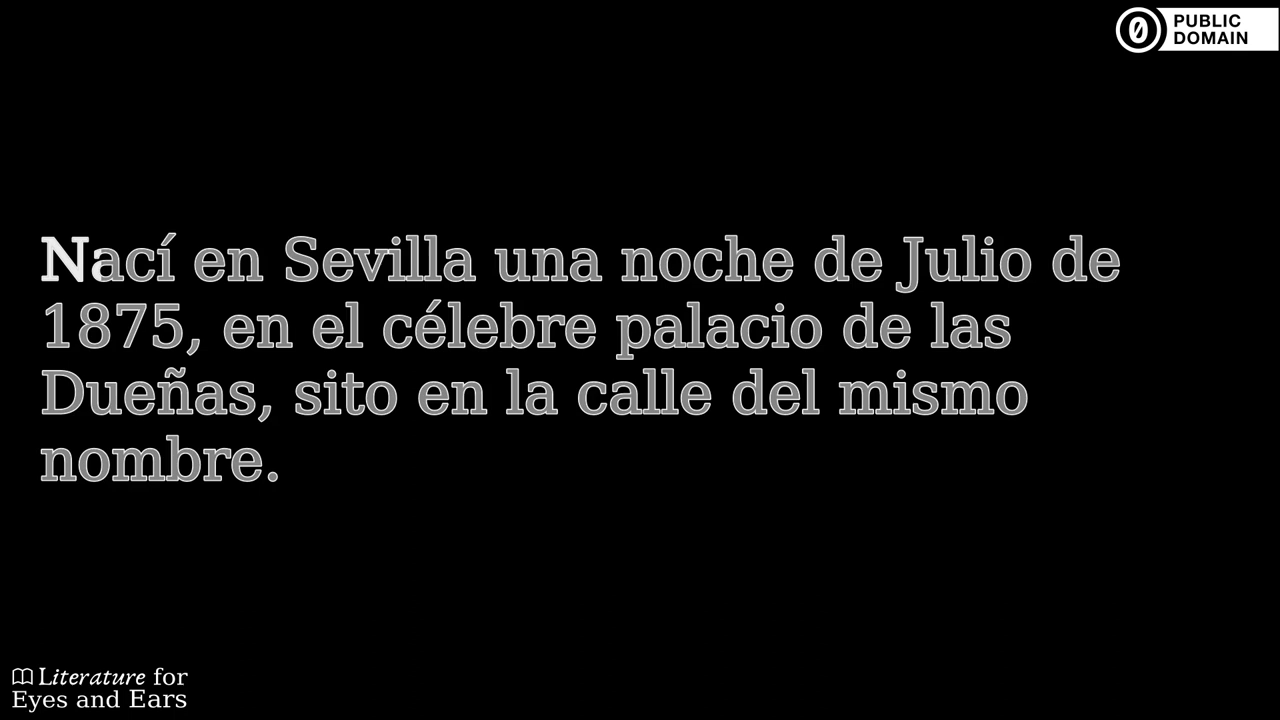 PUBLIC
DOMAIN
Nací en Sevilla una noche de Julio de
1875, en el célebre palacio de las
Dueñas, sito en la calle del mismo
nombre.
Literature for
Eyes and Ears